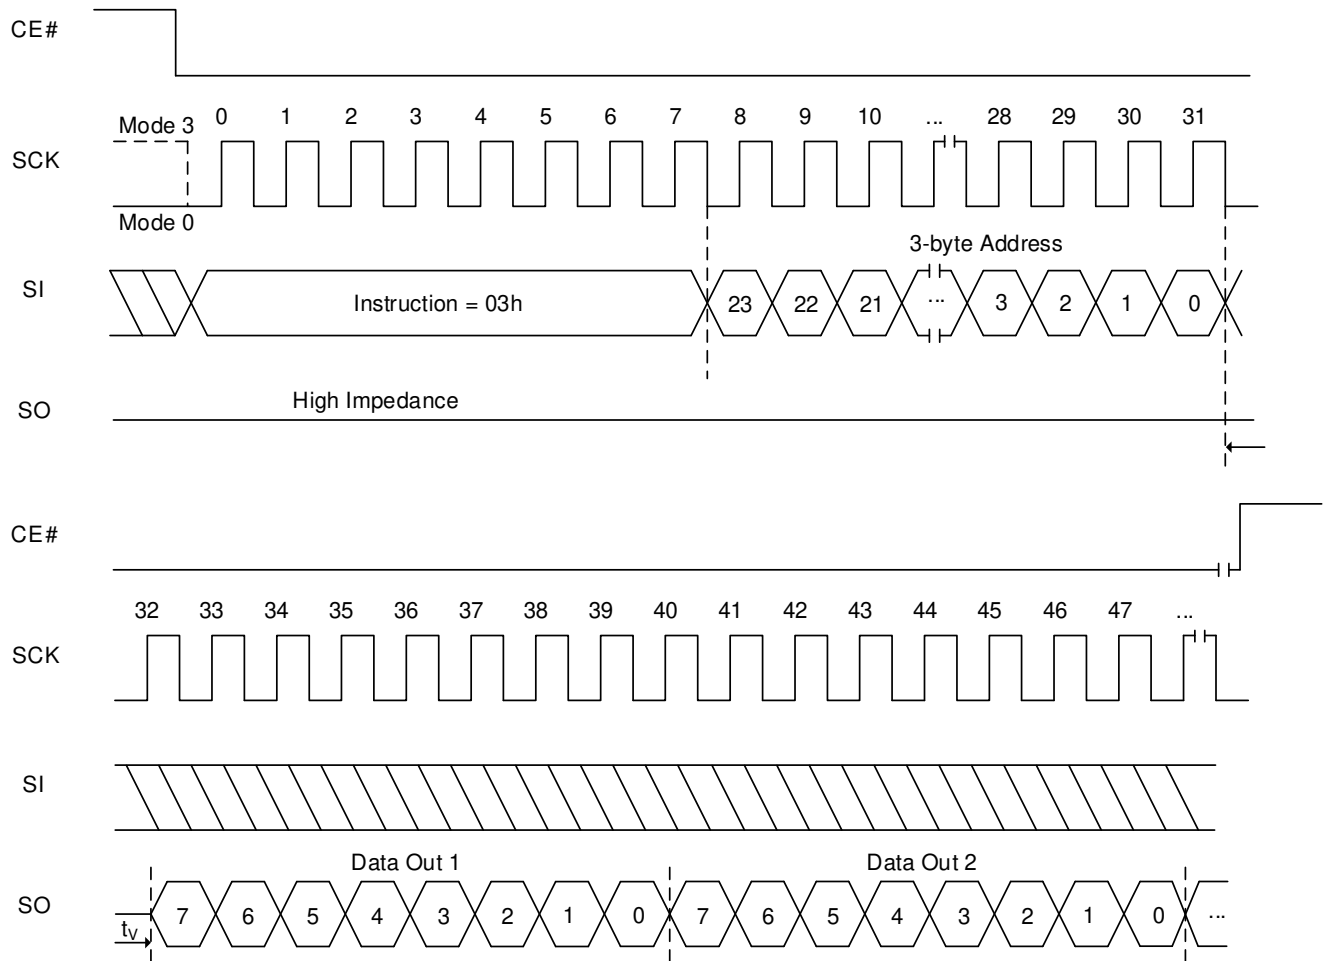 CE#
0 1 2 3 4 5 6 7 8 9 10 ... 28 29 30 31
Mode 3
SCK
Mode 0
3-byte Address
SI Instruction = 03h 23 22 21 ... 3 2 1 0
High Impedance
SO
CE#
32 33 34 35 36 37 38 39 40 41 42 43 44 45 46 47 ...
SCK
SI
Data Out 1 Data Out 2
SO 7 6 5 4 3 2 1 0 7 6 5 4 3 2 1 0 ...
tV